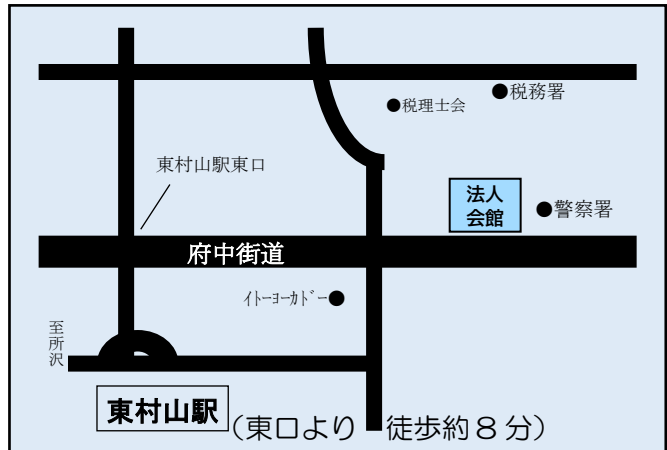 ●税務署
●税理士会
東村山駅東口
法人
会館
●警察署
府中街道
ｲﾄｰﾖｰｶﾄﾞｰ●
至所沢
東村山駅
(東口より 徒歩約８分)